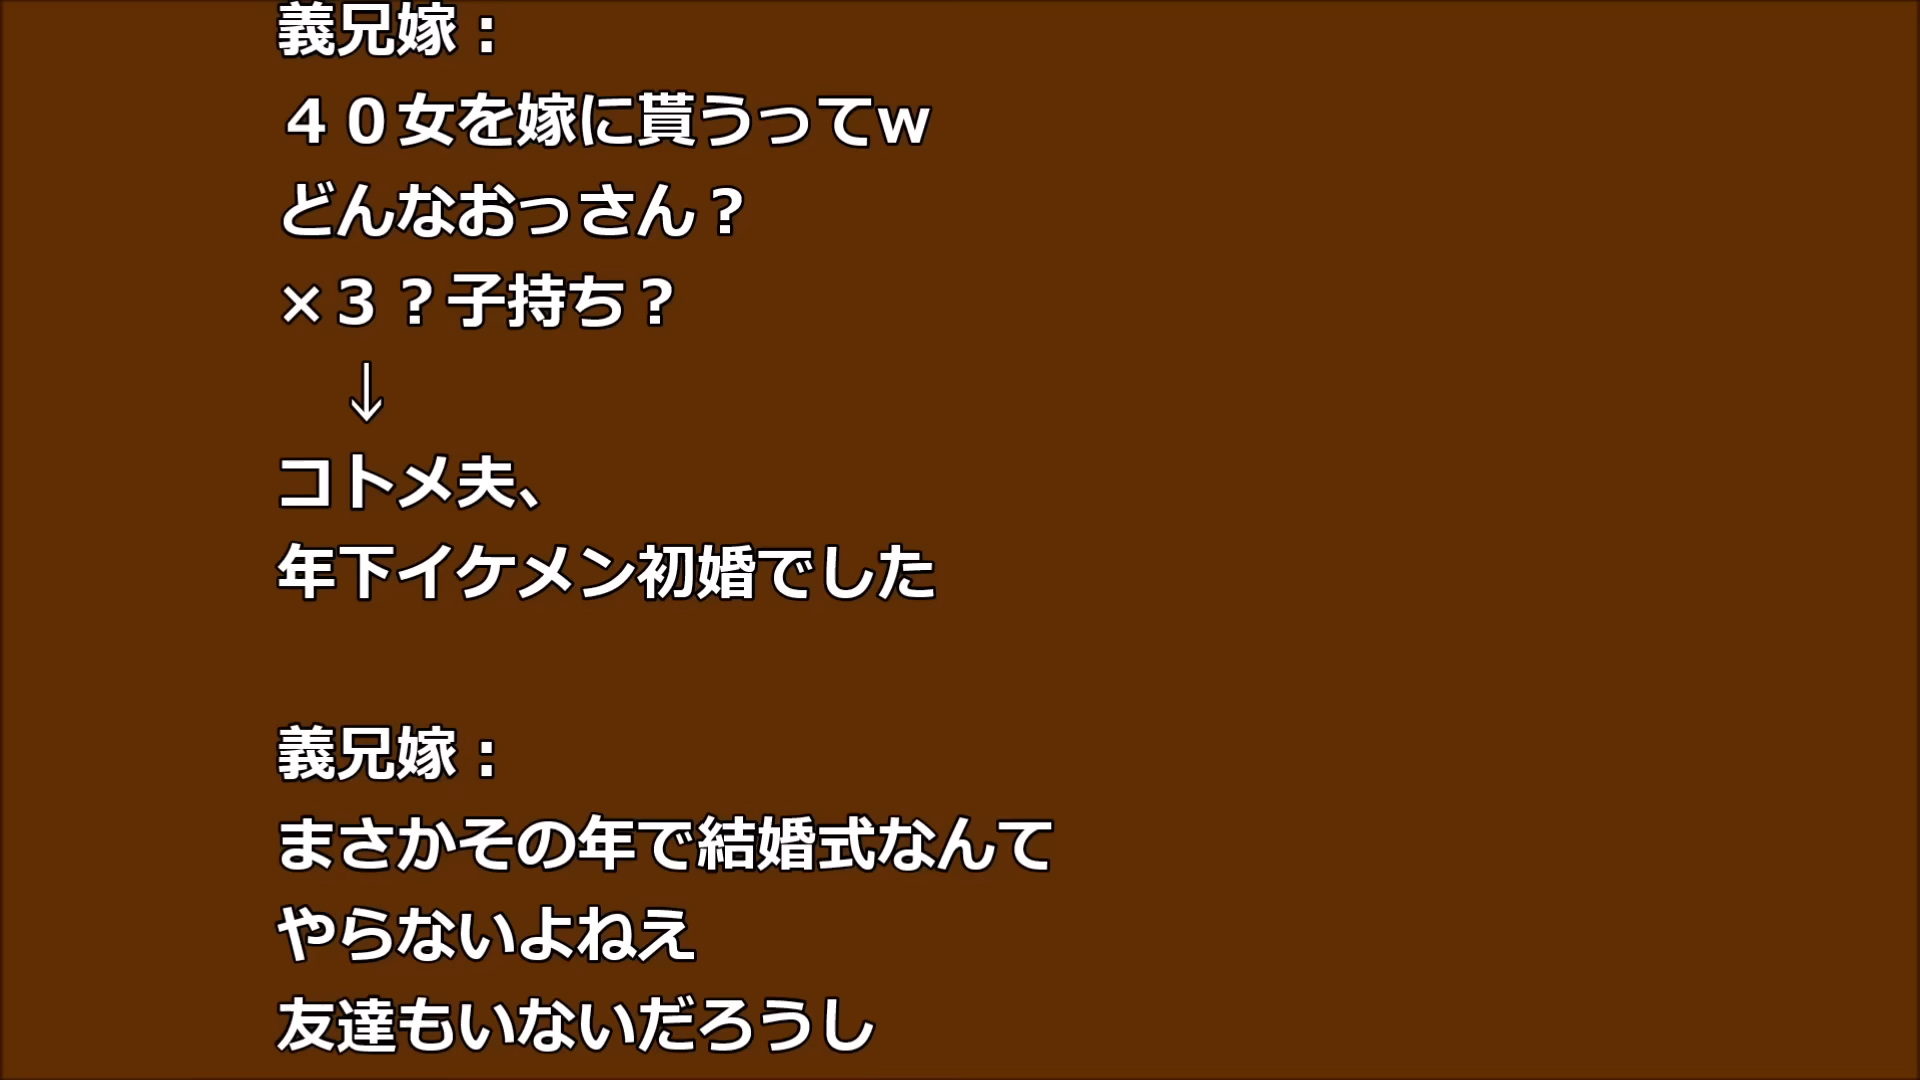 義兄嫁：
４０女を嫁に貰うってｗ
どんなおっさん？
×３？子持ち？
↓
コトメ夫、
年下イケメン初婚でした
義兄嫁：
まさかその年で結婚式なんて
やらないよねえ
友達もいないだろうし